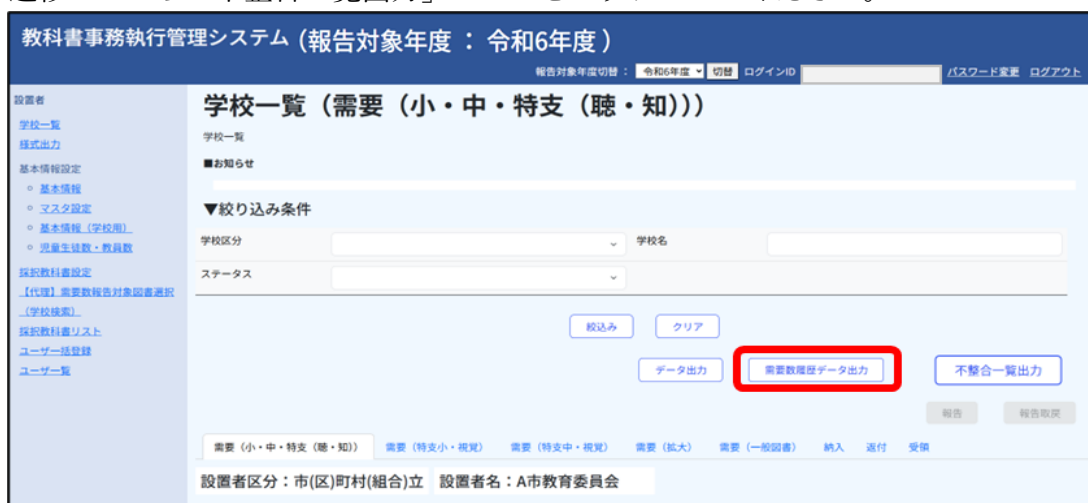 教科書事務執行管理システム (報告対象年度 : 令和6年度 )
報告対象年度切替: 令和6年度 切替 ログインID パスワード変更 ログアウト
設置者
学校一覧
様式出力
基本情報設定
基本情報
マスタ設定
基本情報(学校用)
児童生徒数・教員数
採択教科書設定
【代理】需要数報告対象図書選択
(学校検索)
採択教科書リスト
ユーザ一括登録
ユーザ一覧
学校一覧(需要(小・中・特支(聴・知)))
学校一覧
■お知らせ
▼絞り込み条件
学校区分 学校名
ステータス
絞込み クリア
データ出力 需要数履歴データ出力 不整合一覧出力
報告 報告取戻
需要(小・中・特支(聴・知)) 需要(特支小・視覚) 需要(特支中・視覚) 需要(拡大) 需要(一般図書) 納入 返付 受領
設置者区分:市(区)町村(組合)立 設置者名:A市教育委員会